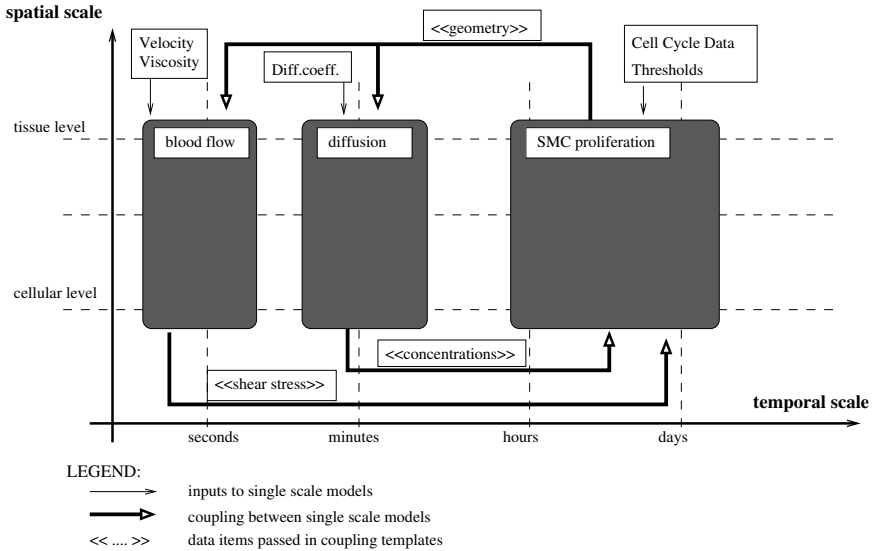 spatial scale
<<geometry>>
Velocity
Viscosity
Diff.coeff.
Cell Cycle Data
Thresholds
tissue level
blood flow
diffusion
SMC proliferation
cellular level
<<concentrations>>
<<shear stress>>
temporal scale
seconds
minutes
hours
days
LEGEND:
inputs to single scale models
coupling between single scale models
<< .... >> data items passed in coupling templates